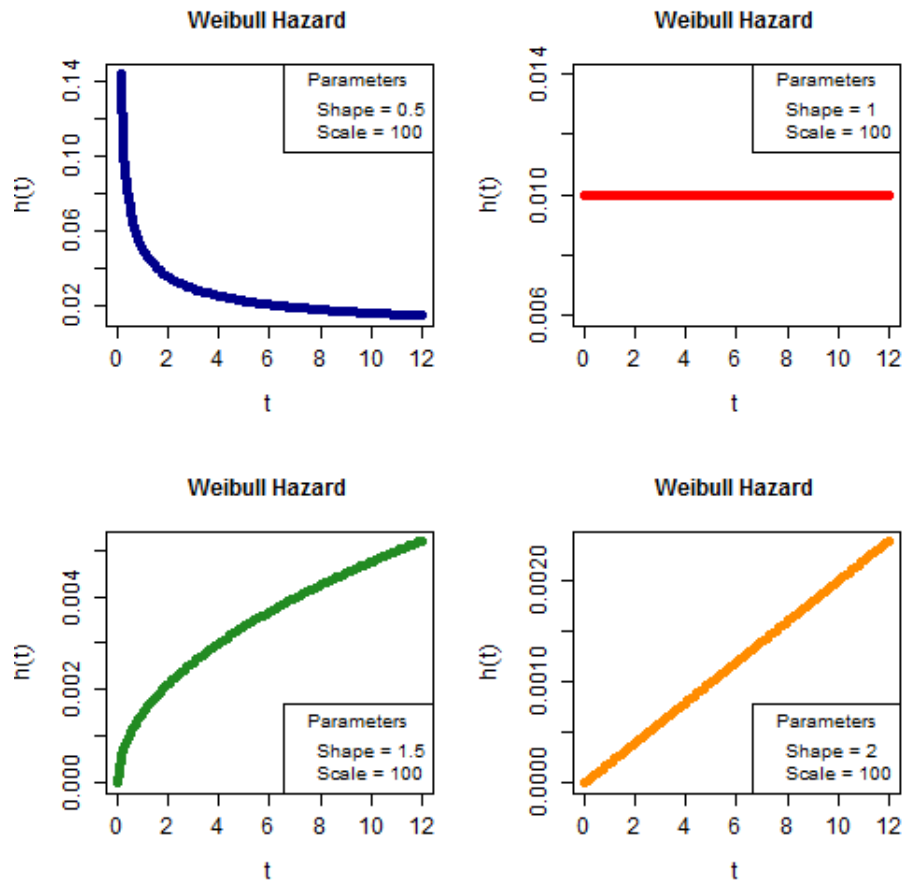 Weibull Hazard
h(t)
0.14
0.10
0.06
0.02
Parameters
Shape = 0.5
Scale = 100
0 2 4 6 8 10 12
t
Weibull Hazard
h(t)
0.014
0.010
0.006
Parameters
Shape = 1
Scale = 100
0 2 4 6 8 10 12
t
Weibull Hazard
h(t)
0.004
0.002
0.000
Parameters
Shape = 1.5
Scale = 100
0 2 4 6 8 10 12
t
Weibull Hazard
h(t)
0.0020
0.0010
0.0000
Parameters
Shape = 2
Scale = 100
0 2 4 6 8 10 12
t